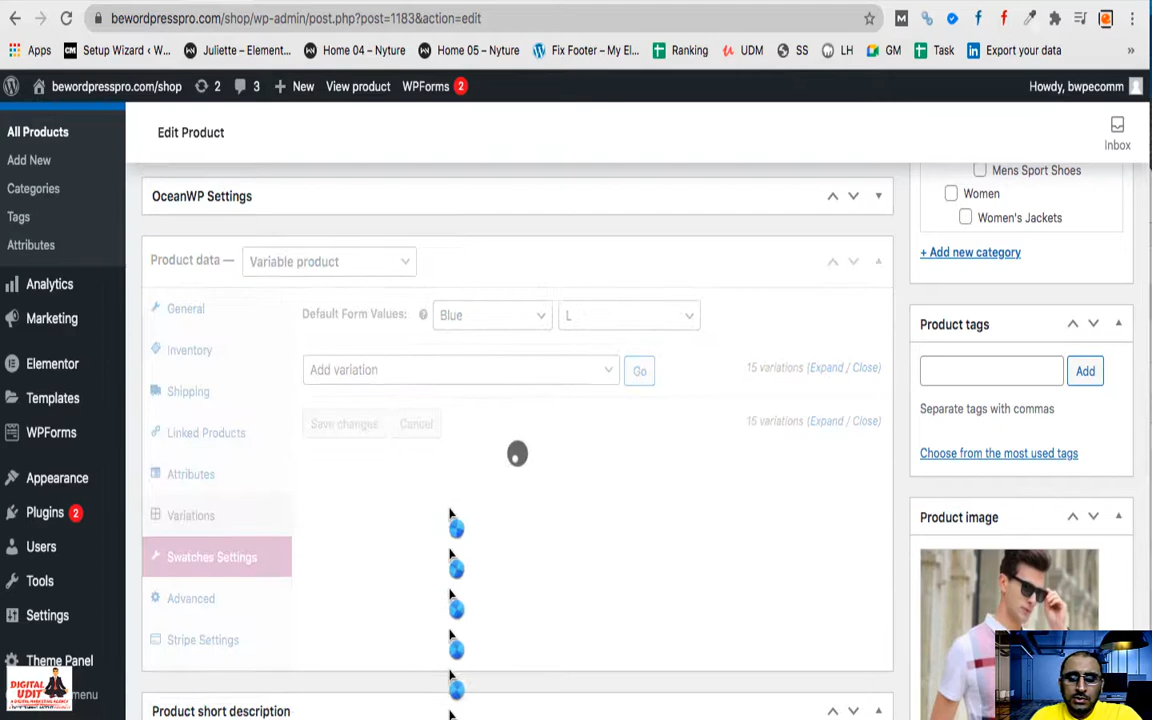 bewordpresspro.com/shop/wp-admin/post.php?post=1183&action=edit
Apps
Setup Wizard ‹ W...
Juliette – Element...
Home 04 – Nyture
Home 05 – Nyture
Fix Footer – My El...
Ranking
UDM
SS
LH
GM
Task
Export your data
»
bewordpresspro.com/shop
2
3
New
View product
WPForms 2
Howdy, bwpecomm
All Products
Add New
Categories
Tags
Attributes
Analytics
Marketing
Elementor
Templates
WPForms
Appearance
Plugins 2
Users
Tools
Settings
Theme Panel
menu
DIGITAL
UDIT
Edit Product
Inbox
OceanWP Settings
Product data — Variable product
General
Inventory
Shipping
Linked Products
Attributes
Variations
Swatches Settings
Advanced
Stripe Settings
Default Form Values: Blue L
Add variation Go 15 variations (Expand / Close)
Save changes Cancel 15 variations (Expand / Close)
Product short description
Mens Sport Shoes
Women
Women's Jackets
+ Add new category
Product tags
Add
Separate tags with commas
Choose from the most used tags
Product image